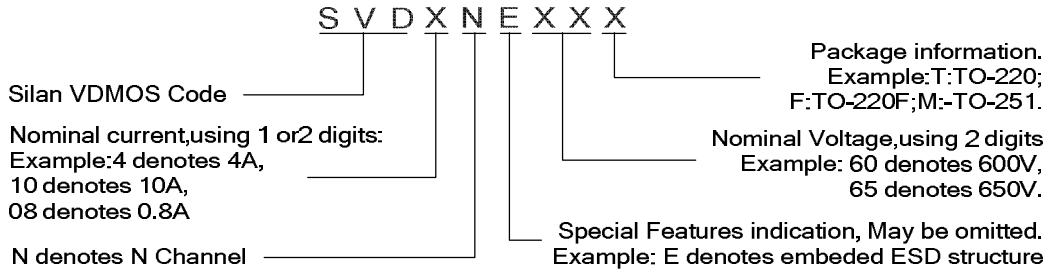 S V D X N E X X X
Package information.
Example:T:TO-220;
F:TO-220F;M:-TO-251.
Silan VDMOS Code
Nominal current,using 1 or2 digits:
Example:4 denotes 4A,
10 denotes 10A,
08 denotes 0.8A
Nominal Voltage,using 2 digits
Example: 60 denotes 600V,
65 denotes 650V.
N denotes N Channel
Special Features indication, May be omitted.
Example: E denotes embeded ESD structure